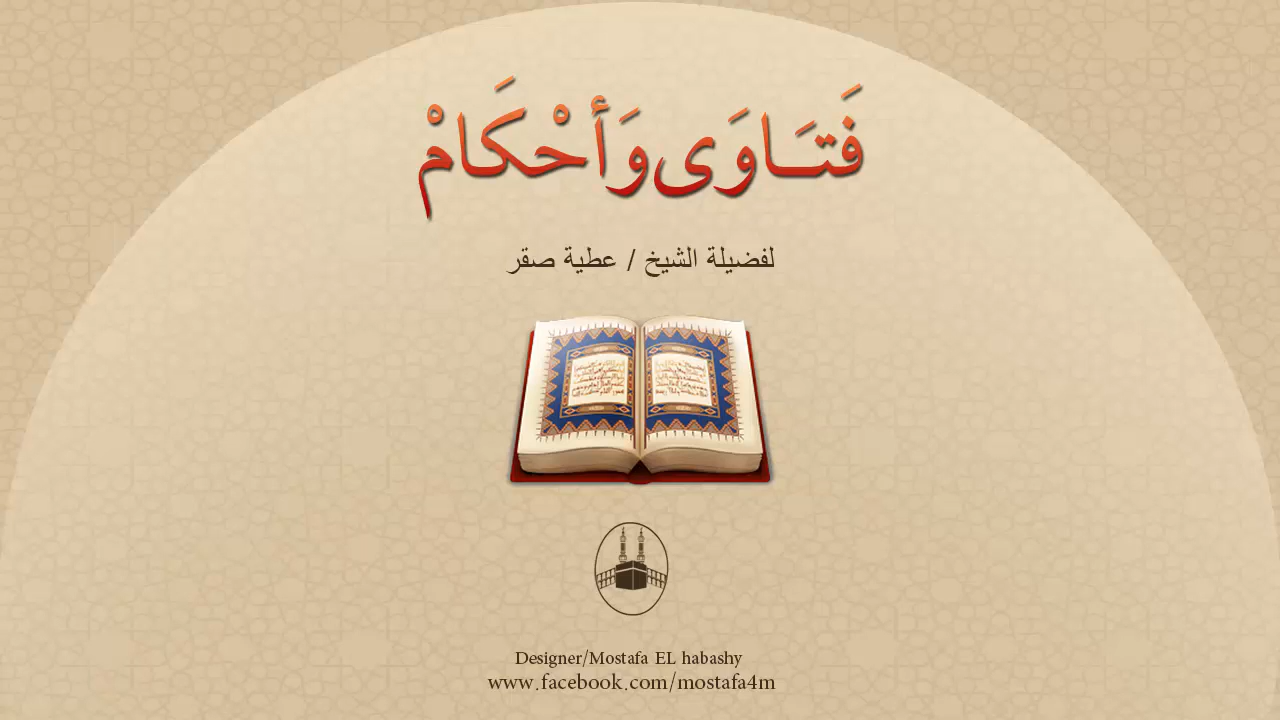 فَتَاوَى وَأَحْكَامْ
لفضيلة الشيخ / عطية صقر
Designer/Mostafa EL habashy
www.facebook.com/mostafa4m